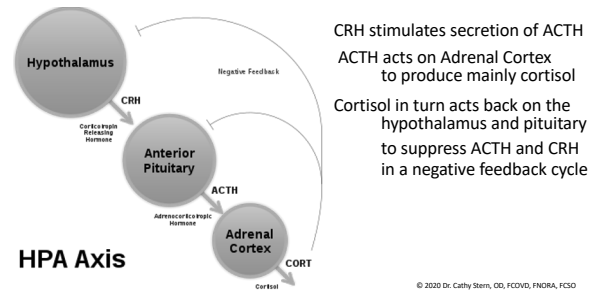 Hypothalamus
Negative Feedback
CRH
Corticotropin
Releasing
Hormone
Anterior
Pituitary
ACTH
Adrenocorticotropic
Hormone
Adrenal
Cortex
CORT
Cortisol
HPA Axis
CRH stimulates secretion of ACTH
ACTH acts on Adrenal Cortex
to produce mainly cortisol
Cortisol in turn acts back on the
hypothalamus and pituitary
to suppress ACTH and CRH
in a negative feedback cycle
© 2020 Dr. Cathy Stern, OD, FCOVD, FNORA, FCSO